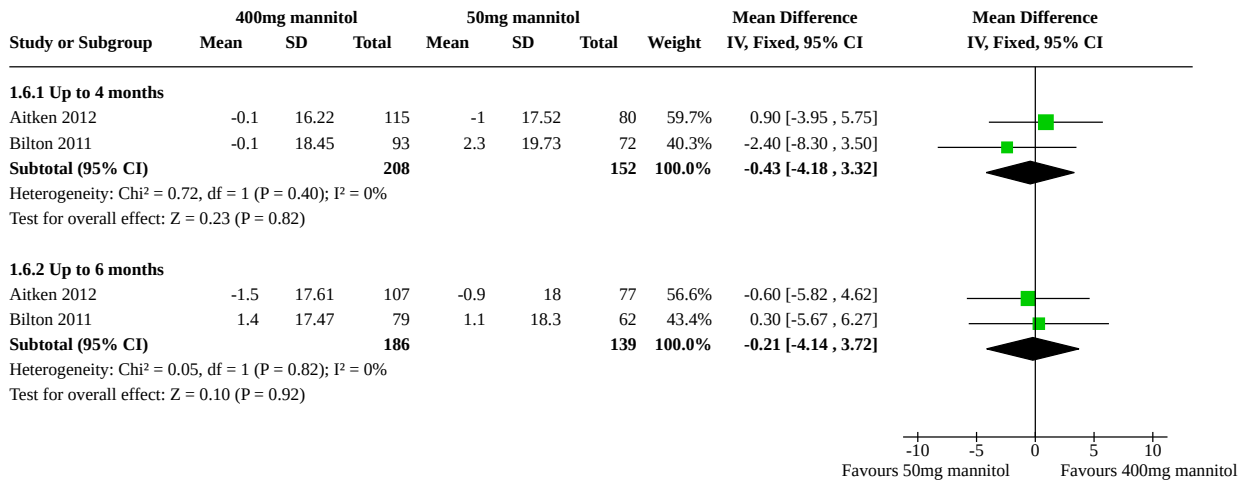 400mg mannitol 50mg mannitol Mean Difference Mean Difference
Study or Subgroup Mean SD Total Mean SD Total Weight IV, Fixed, 95% CI IV, Fixed, 95% CI
1.6.1 Up to 4 months
Aitken 2012 -0.1 16.22 115 -1 17.52 80 59.7% 0.90 [-3.95 , 5.75]
Bilton 2011 -0.1 18.45 93 2.3 19.73 72 40.3% -2.40 [-8.30 , 3.50]
Subtotal (95% CI) 208 152 100.0% -0.43 [-4.18 , 3.32]
Heterogeneity: Chi² = 0.72, df = 1 (P = 0.40); I² = 0%
Test for overall effect: Z = 0.23 (P = 0.82)
1.6.2 Up to 6 months
Aitken 2012 -1.5 17.61 107 -0.9 18 77 56.6% -0.60 [-5.82 , 4.62]
Bilton 2011 1.4 17.47 79 1.1 18.3 62 43.4% 0.30 [-5.67 , 6.27]
Subtotal (95% CI) 186 139 100.0% -0.21 [-4.14 , 3.72]
Heterogeneity: Chi² = 0.05, df = 1 (P = 0.82); I² = 0%
Test for overall effect: Z = 0.10 (P = 0.92)
-10 -5 0 5 10
Favours 50mg mannitol Favours 400mg mannitol